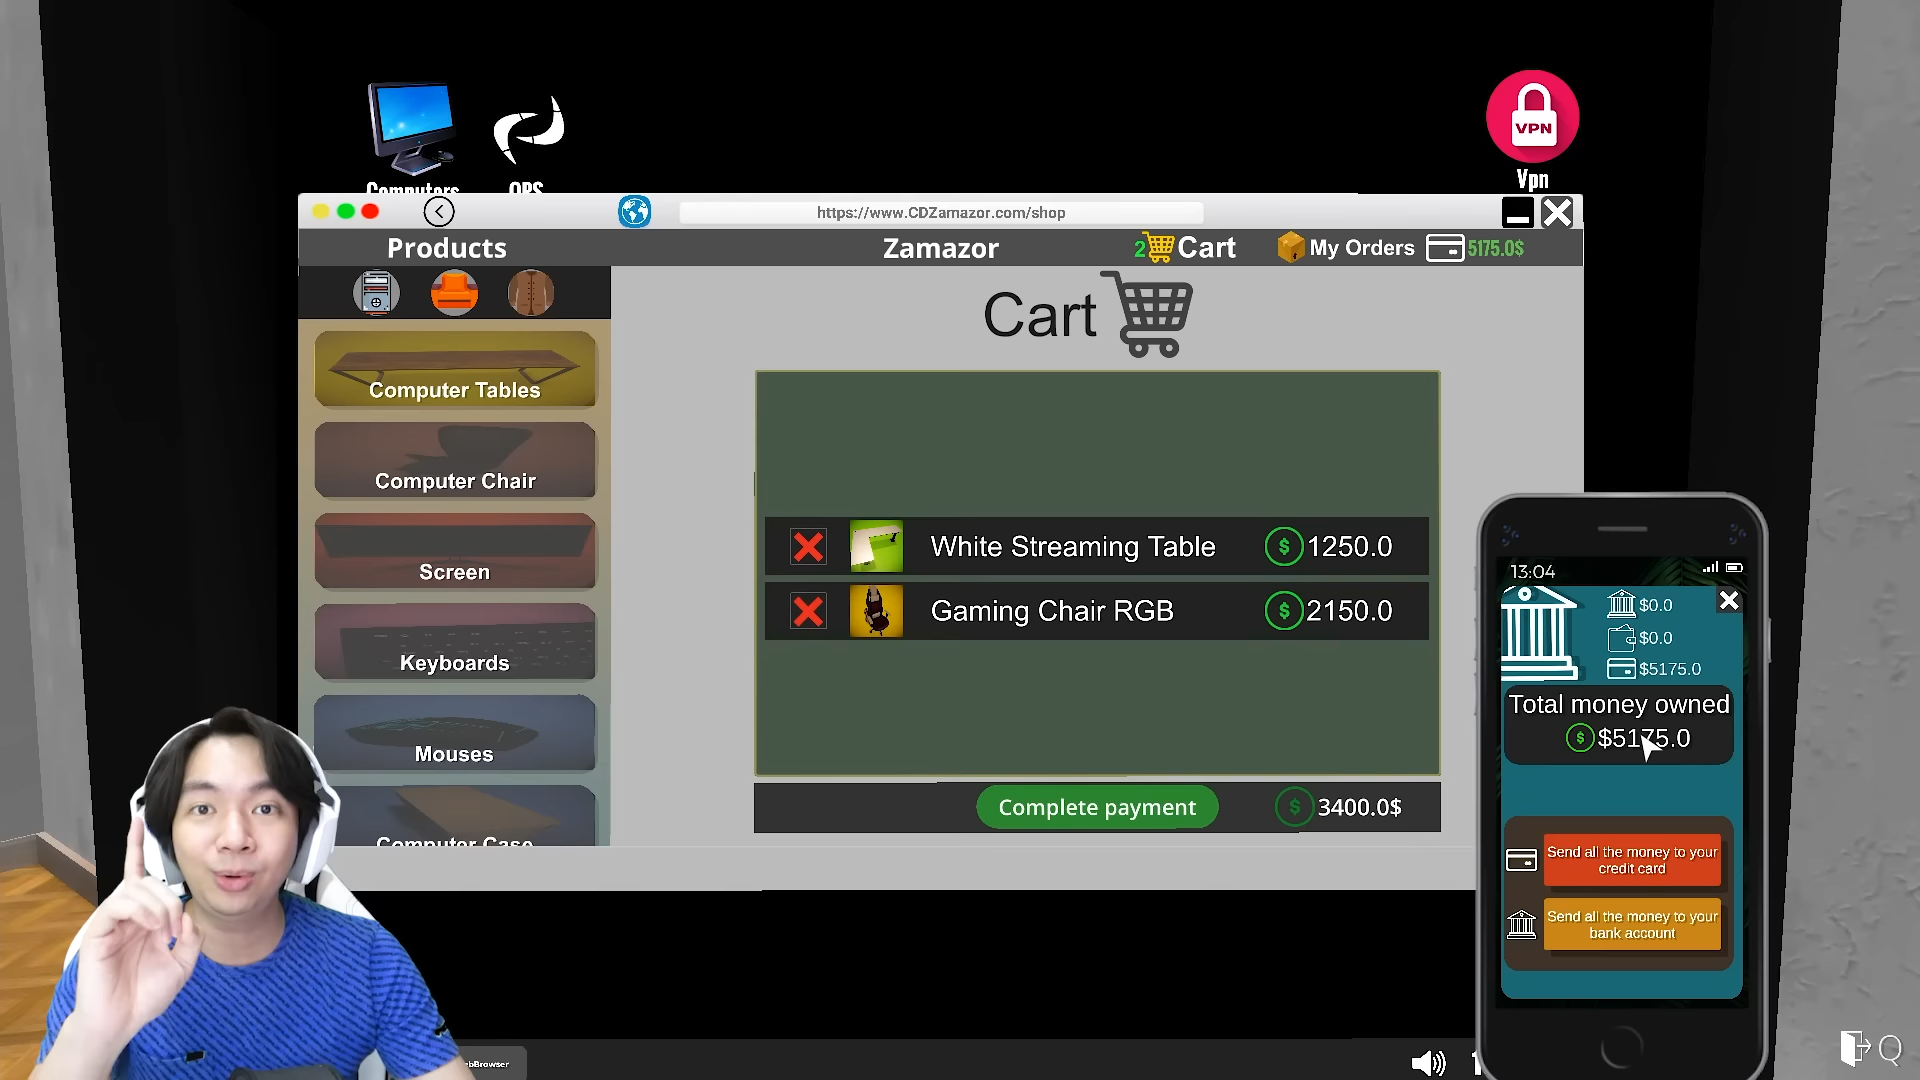 Computers
OPS
VPN
Vpn
https://www.CDZamazor.com/shop
Products
Zamazor
2 Cart
My Orders
5175.0$
Cart
Computer Tables
Computer Chair
Screen
Keyboards
Mouses
Computer Case
White Streaming Table
$ 1250.0
Gaming Chair RGB
$ 2150.0
Complete payment
$ 3400.0$
13:04
$0.0
$0.0
$5175.0
Total money owned
$ $5175.0
Send all the money to your
credit card
Send all the money to your
bank account
Q